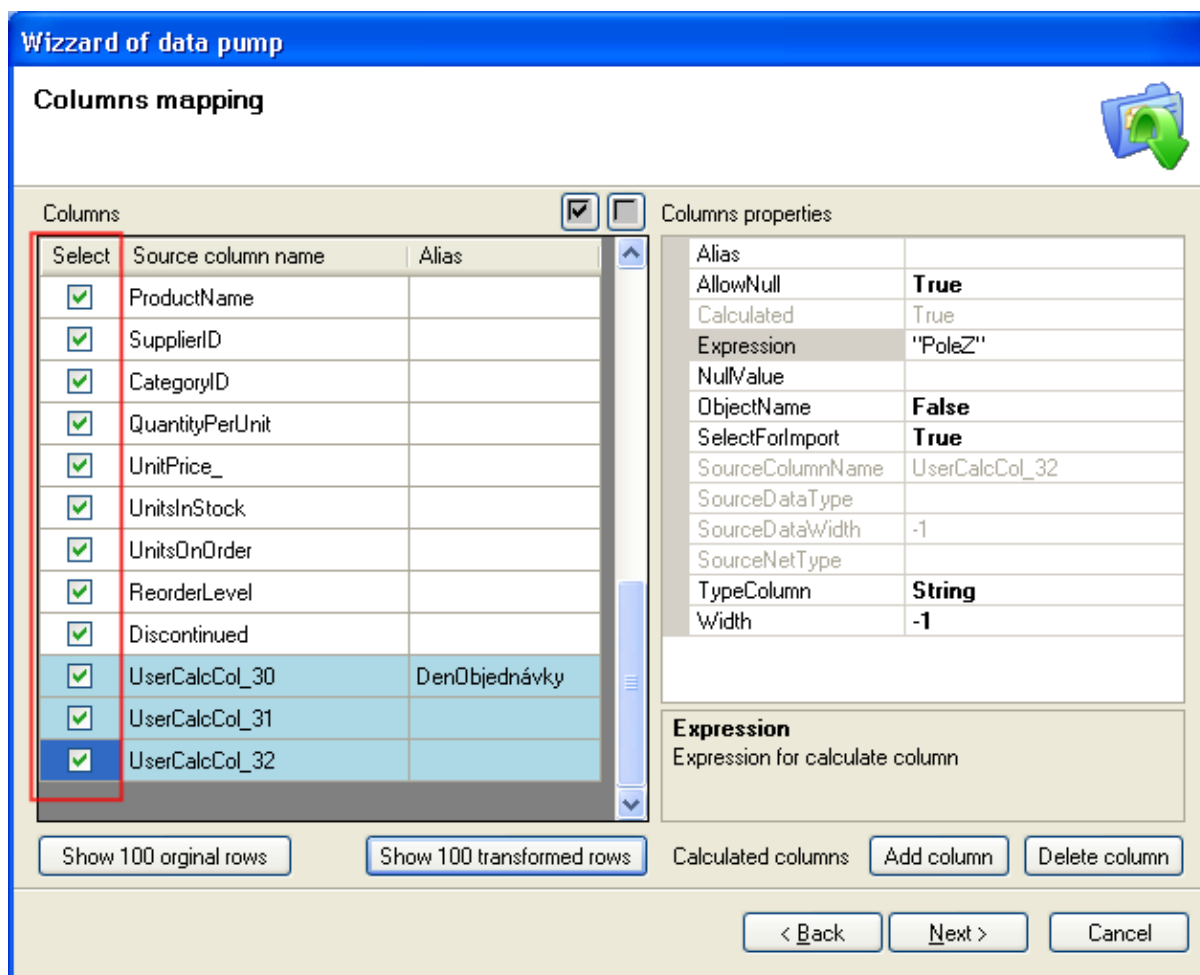 Wizzard of data pump
Columns mapping
Columns
Select Source column name Alias
ProductName
SupplierID
CategoryID
QuantityPerUnit
UnitPrice_
UnitsInStock
UnitsOnOrder
ReorderLevel
Discontinued
UserCalcCol_30 DenObjednávky
UserCalcCol_31
UserCalcCol_32
Show 100 orginal rows Show 100 transformed rows
Columns properties
Alias
AllowNull True
Calculated True
Expression "PoleZ"
NullValue
ObjectName False
SelectForImport True
SourceColumnName UserCalcCol_32
SourceDataType
SourceDataWidth -1
SourceNetType
TypeColumn String
Width -1
Expression
Expression for calculate column
Calculated columns Add column Delete column
< Back Next > Cancel